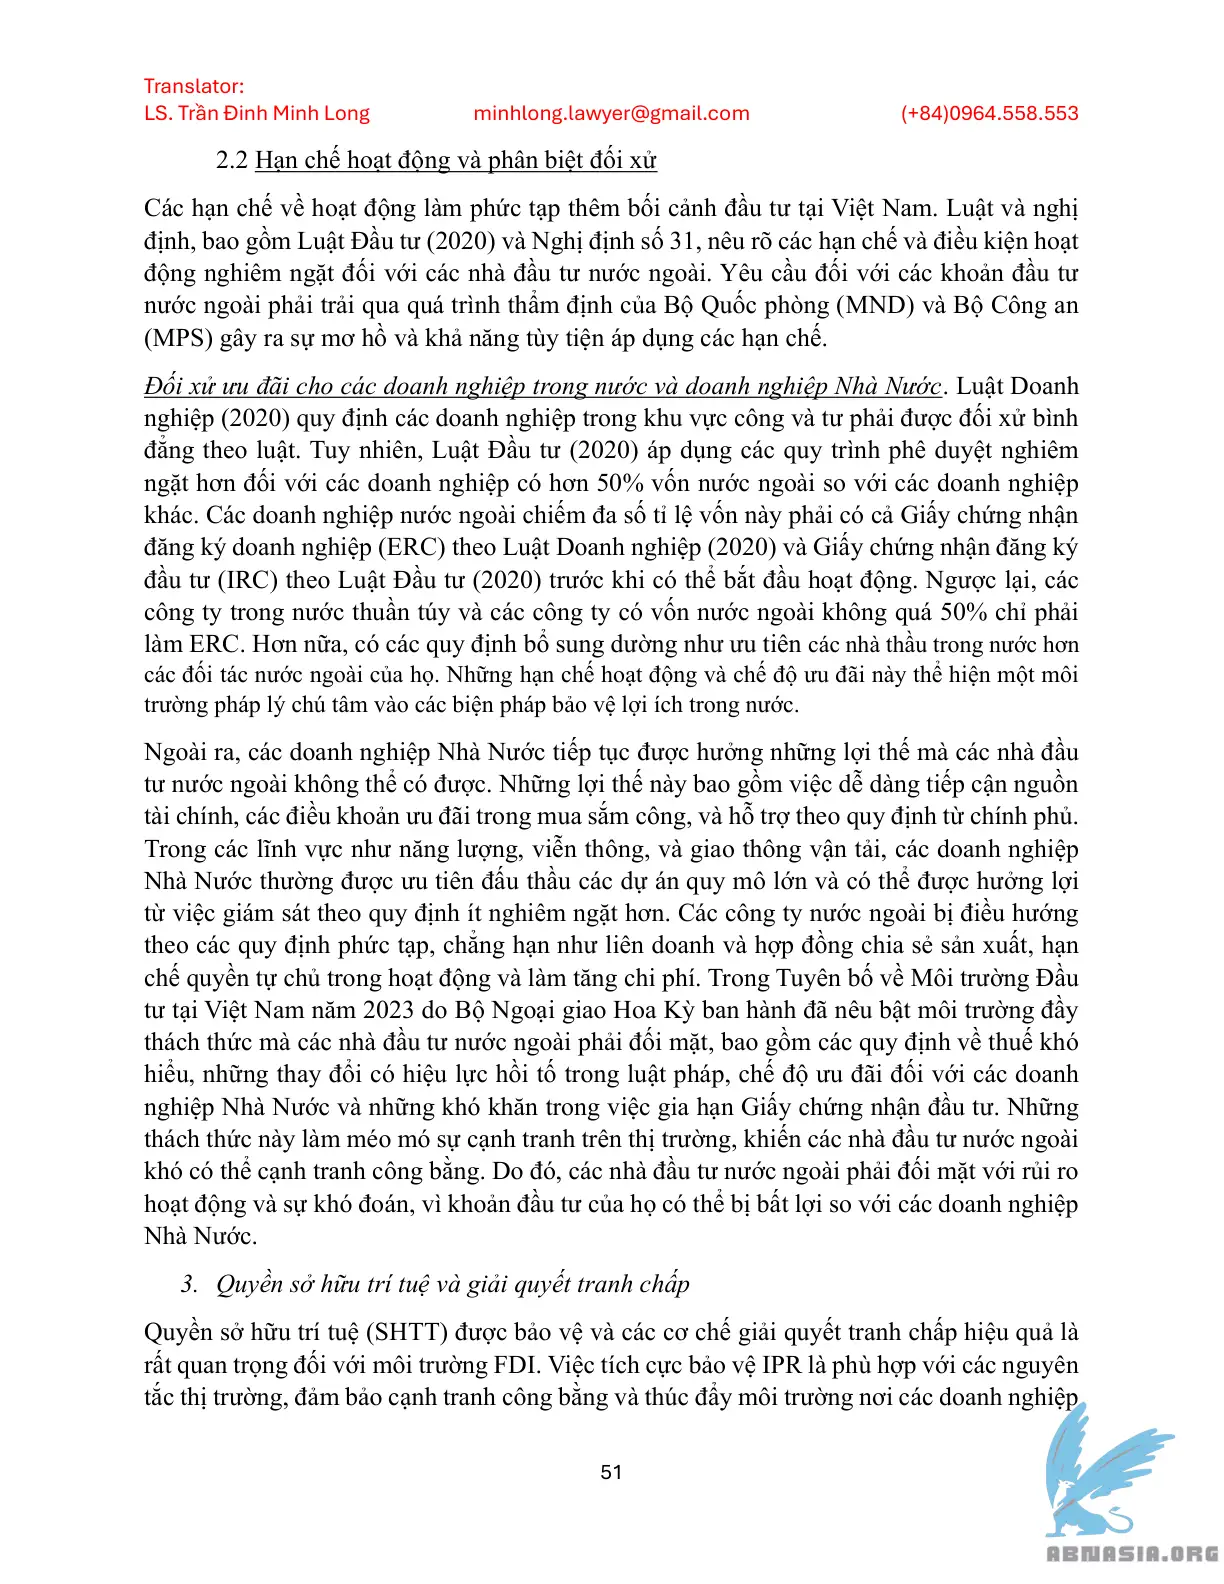 Translator:
LS. Trần Đinh Minh Long minhlong.lawyer@gmail.com (+84)0964.558.553
2.2 Hạn chế hoạt động và phân biệt đối xử
Các hạn chế về hoạt động làm phức tạp thêm bối cảnh đầu tư tại Việt Nam. Luật và nghị
định, bao gồm Luật Đầu tư (2020) và Nghị định số 31, nêu rõ các hạn chế và điều kiện hoạt
động nghiêm ngặt đối với các nhà đầu tư nước ngoài. Yêu cầu đối với các khoản đầu tư
nước ngoài phải trải qua quá trình thẩm định của Bộ Quốc phòng (MND) và Bộ Công an
(MPS) gây ra sự mơ hồ và khả năng tùy tiện áp dụng các hạn chế.
Đối xử ưu đãi cho các doanh nghiệp trong nước và doanh nghiệp Nhà Nước. Luật Doanh
nghiệp (2020) quy định các doanh nghiệp trong khu vực công và tư phải được đối xử bình
đẳng theo luật. Tuy nhiên, Luật Đầu tư (2020) áp dụng các quy trình phê duyệt nghiêm
ngặt hơn đối với các doanh nghiệp có hơn 50% vốn nước ngoài so với các doanh nghiệp
khác. Các doanh nghiệp nước ngoài chiếm đa số tỉ lệ vốn này phải có cả Giấy chứng nhận
đăng ký doanh nghiệp (ERC) theo Luật Doanh nghiệp (2020) và Giấy chứng nhận đăng ký
đầu tư (IRC) theo Luật Đầu tư (2020) trước khi có thể bắt đầu hoạt động. Ngược lại, các
công ty trong nước thuần túy và các công ty có vốn nước ngoài không quá 50% chỉ phải
làm ERC. Hơn nữa, có các quy định bổ sung dường như ưu tiên các nhà thầu trong nước hơn
các đối tác nước ngoài của họ. Những hạn chế hoạt động và chế độ ưu đãi này thể hiện một môi
trường pháp lý chú tâm vào các biện pháp bảo vệ lợi ích trong nước.
Ngoài ra, các doanh nghiệp Nhà Nước tiếp tục được hưởng những lợi thế mà các nhà đầu
tư nước ngoài không thể có được. Những lợi thế này bao gồm việc dễ dàng tiếp cận nguồn
tài chính, các điều khoản ưu đãi trong mua sắm công, và hỗ trợ theo quy định từ chính phủ.
Trong các lĩnh vực như năng lượng, viễn thông, và giao thông vận tải, các doanh nghiệp
Nhà Nước thường được ưu tiên đấu thầu các dự án quy mô lớn và có thể được hưởng lợi
từ việc giám sát theo quy định ít nghiêm ngặt hơn. Các công ty nước ngoài bị điều hướng
theo các quy định phức tạp, chẳng hạn như liên doanh và hợp đồng chia sẻ sản xuất, hạn
chế quyền tự chủ trong hoạt động và làm tăng chi phí. Trong Tuyên bố về Môi trường Đầu
tư tại Việt Nam năm 2023 do Bộ Ngoại giao Hoa Kỳ ban hành đã nêu bật môi trường đầy
thách thức mà các nhà đầu tư nước ngoài phải đối mặt, bao gồm các quy định về thuế khó
hiểu, những thay đổi có hiệu lực hồi tố trong luật pháp, chế độ ưu đãi đối với các doanh
nghiệp Nhà Nước và những khó khăn trong việc gia hạn Giấy chứng nhận đầu tư. Những
thách thức này làm méo mó sự cạnh tranh trên thị trường, khiến các nhà đầu tư nước ngoài
khó có thể cạnh tranh công bằng. Do đó, các nhà đầu tư nước ngoài phải đối mặt với rủi ro
hoạt động và sự khó đoán, vì khoản đầu tư của họ có thể bị bất lợi so với các doanh nghiệp
Nhà Nước.
3. Quyền sở hữu trí tuệ và giải quyết tranh chấp
Quyền sở hữu trí tuệ (SHTT) được bảo vệ và các cơ chế giải quyết tranh chấp hiệu quả là
rất quan trọng đối với môi trường FDI. Việc tích cực bảo vệ IPR là phù hợp với các nguyên
tắc thị trường, đảm bảo cạnh tranh công bằng và thúc đẩy môi trường nơi các doanh nghiệp
51
ABNASIA.ORG